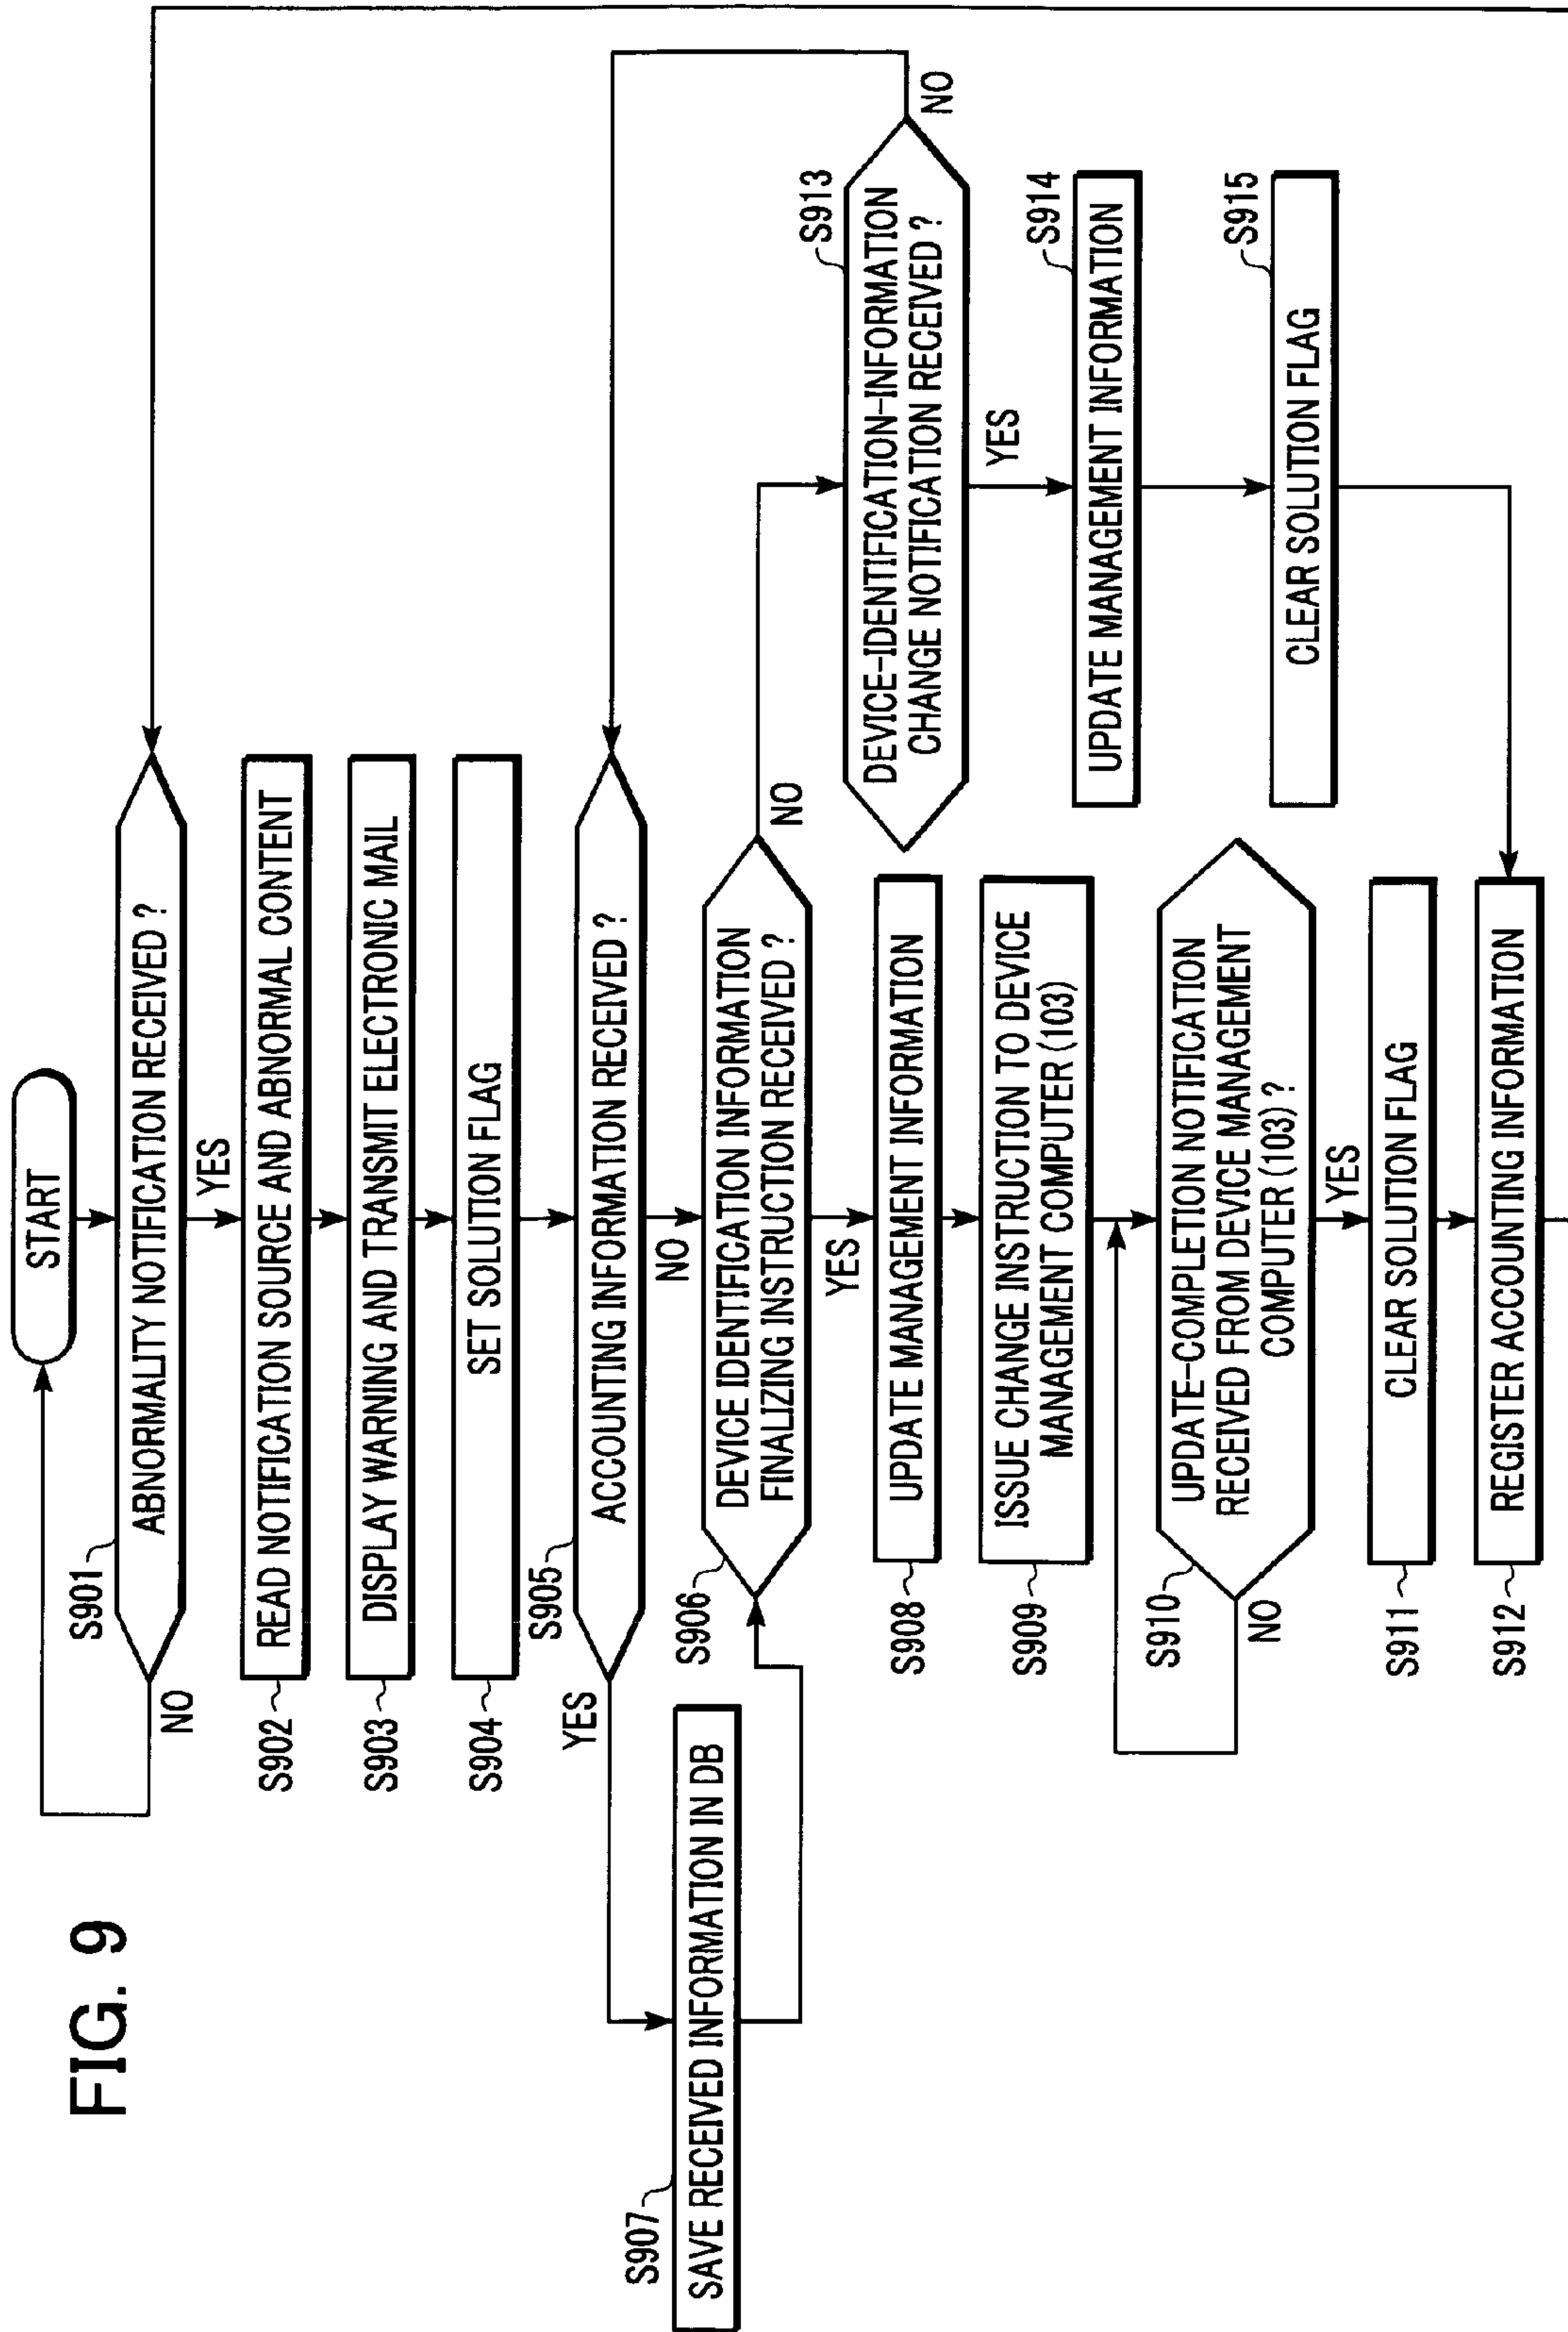 FIG. 9
START
S901
ABNORMALITY NOTIFICATION RECEIVED ?
NO
YES
S902
READ NOTIFICATION SOURCE AND ABNORMAL CONTENT
S903
DISPLAY WARNING AND TRANSMIT ELECTRONIC MAIL
S904
SET SOLUTION FLAG
S905
ACCOUNTING INFORMATION RECEIVED ?
YES
NO
S907
SAVE RECEIVED INFORMATION IN DB
S906
DEVICE IDENTIFICATION INFORMATION
FINALIZING INSTRUCTION RECEIVED ?
NO
YES
S908
UPDATE MANAGEMENT INFORMATION
S909
ISSUE CHANGE INSTRUCTION TO DEVICE
MANAGEMENT COMPUTER (103)
S910
UPDATE-COMPLETION NOTIFICATION
RECEIVED FROM DEVICE MANAGEMENT
COMPUTER (103) ?
NO
YES
S911
CLEAR SOLUTION FLAG
S912
REGISTER ACCOUNTING INFORMATION
S913
DEVICE-IDENTIFICATION-INFORMATION
CHANGE NOTIFICATION RECEIVED ?
NO
YES
S914
UPDATE MANAGEMENT INFORMATION
S915
CLEAR SOLUTION FLAG